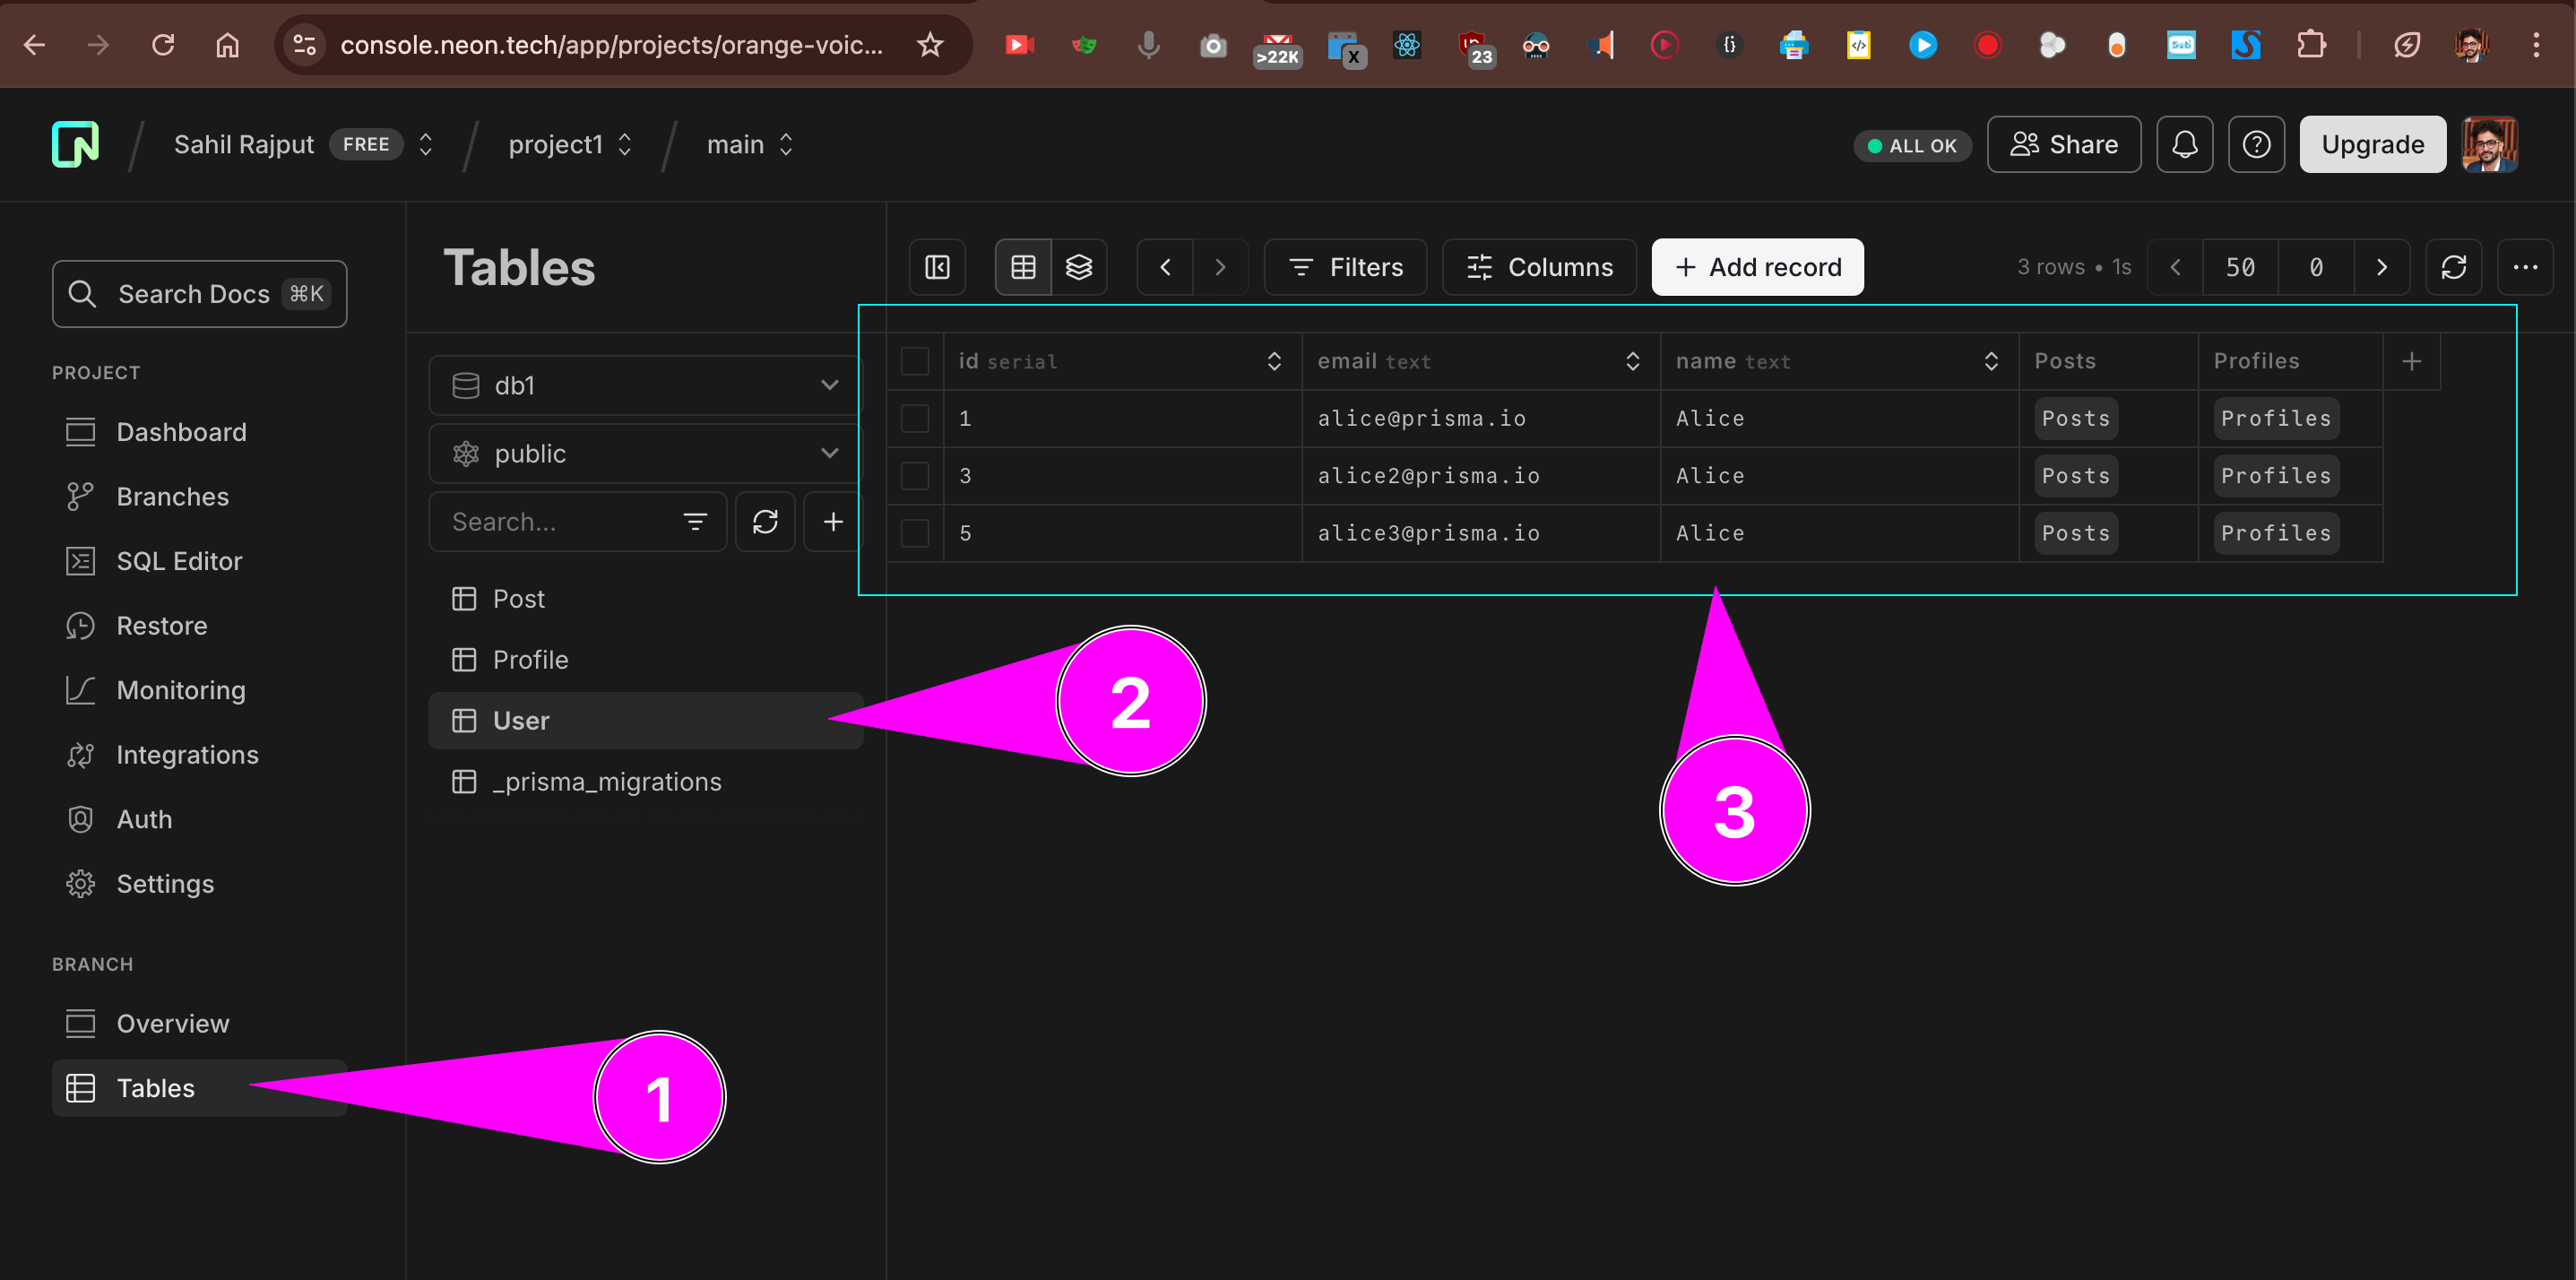 console.neon.tech/app/projects/orange-voic...
>22K
X
23
Sahil Rajput FREE
project1
main
ALL OK
Share
Upgrade
Search Docs ⌘K
PROJECT
Dashboard
Branches
SQL Editor
Restore
Monitoring
Integrations
Auth
Settings
BRANCH
Overview
Tables
1
Tables
db1
public
Search...
Post
Profile
User
_prisma_migrations
2
Filters
Columns
+ Add record
3 rows • 1s
50
0
id serial email text name text Posts Profiles +
1 alice@prisma.io Alice Posts Profiles
3 alice2@prisma.io Alice Posts Profiles
5 alice3@prisma.io Alice Posts Profiles
3